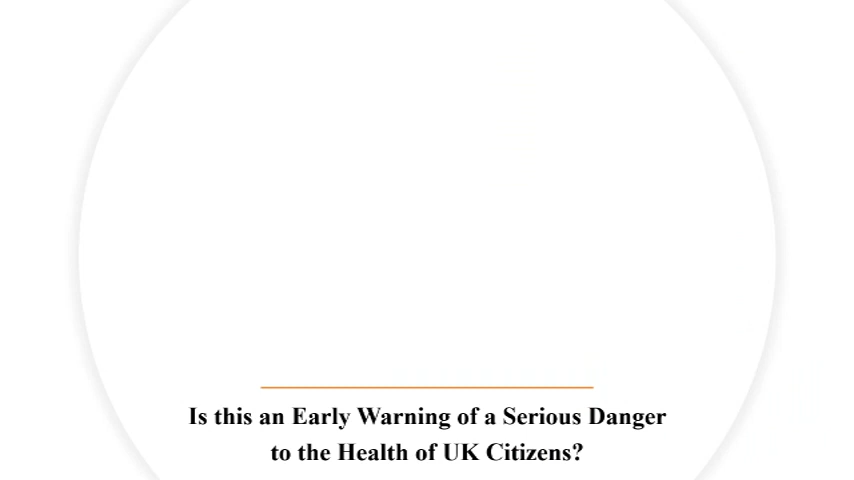 Is this an Early Warning of a Serious Danger
to the Health of UK Citizens?